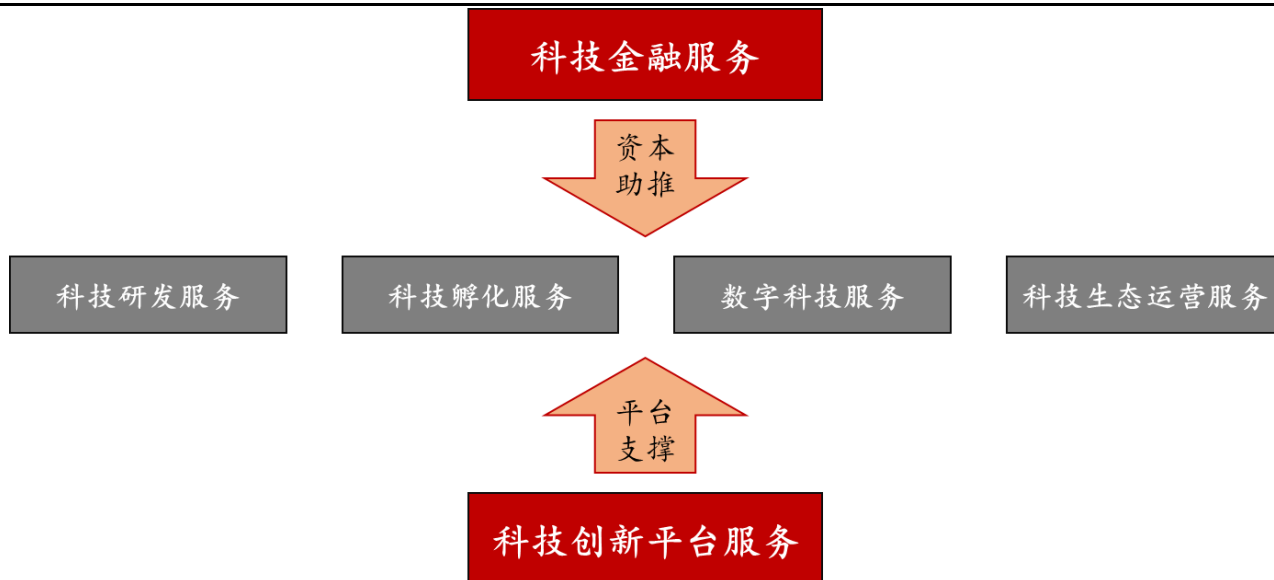 科技金融服务
资本
助推
科技研发服务
科技孵化服务
数字科技服务
科技生态运营服务
平台
支撑
科技创新平台服务